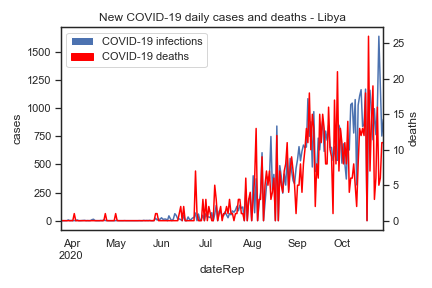 New COVID-19 daily cases and deaths - Libya
COVID-19 infections
COVID-19 deaths
1500
1250
1000
750
500
250
0
cases
25
20
15
10
5
0
deaths
Apr May Jun Jul Aug Sep Oct
2020
dateRep